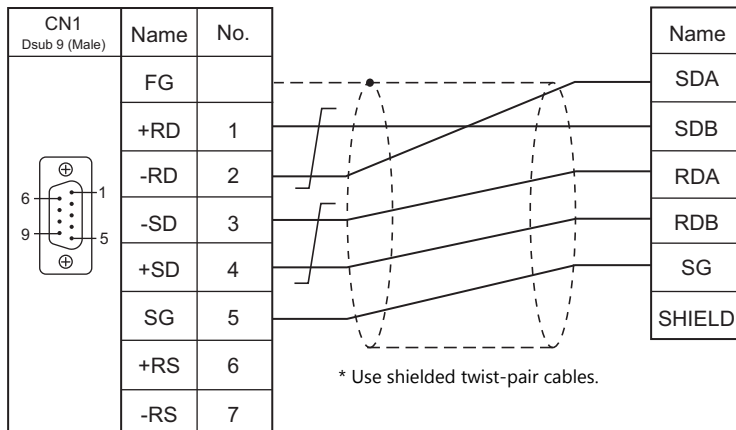 CN1
Dsub 9 (Male)
Name No.
FG
+RD 1
-RD 2
-SD 3
+SD 4
SG 5
+RS 6
-RS 7
6 1
9 5
Name
SDA
SDB
RDA
RDB
SG
SHIELD
* Use shielded twist-pair cables.